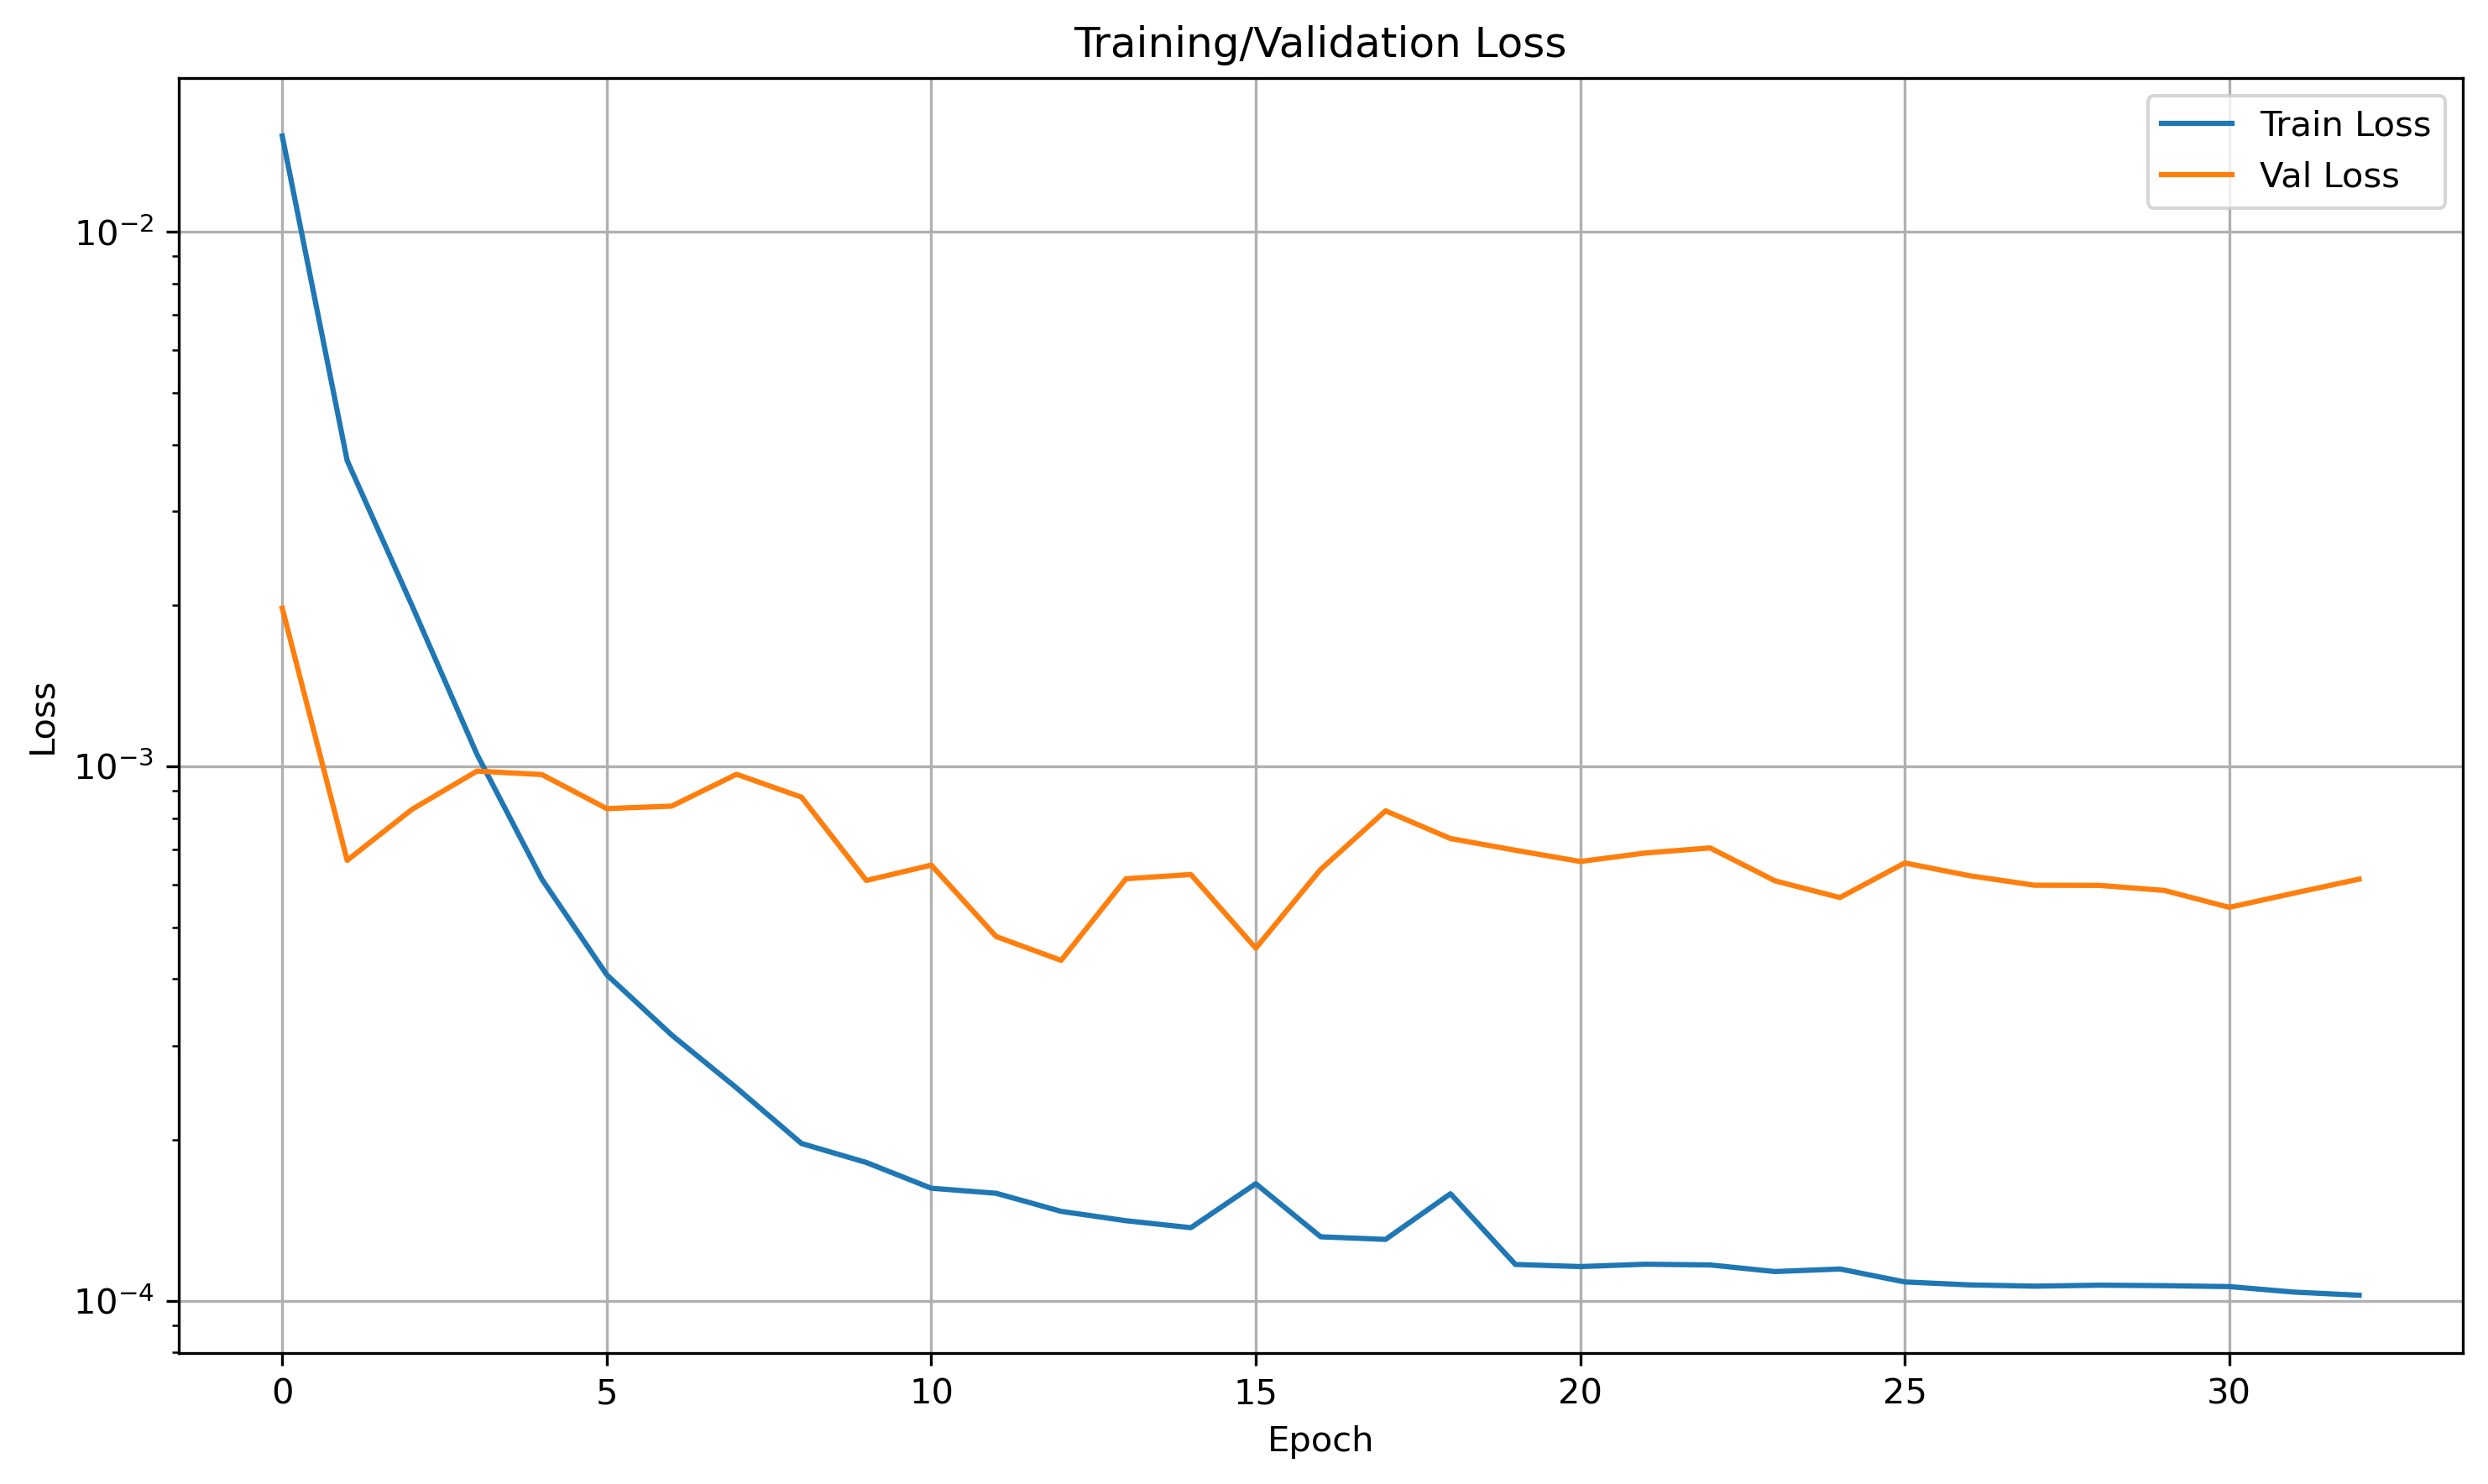 Training/Validation Loss
Train Loss
Val Loss
10⁻²
10⁻³
10⁻⁴
Loss
0 5 10 15 20 25 30
Epoch